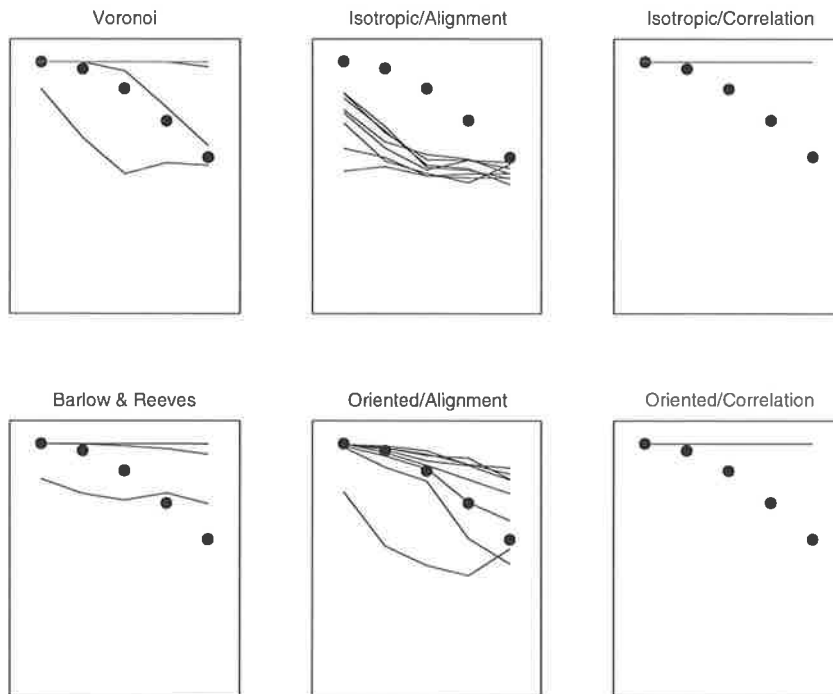 Voronoi
Isotropic/Alignment
Isotropic/Correlation
Barlow & Reeves
Oriented/Alignment
Oriented/Correlation